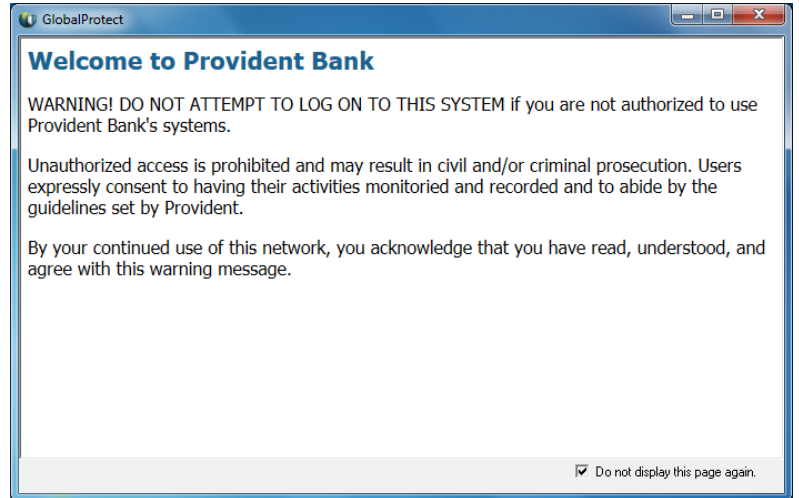 GlobalProtect
Welcome to Provident Bank
WARNING! DO NOT ATTEMPT TO LOG ON TO THIS SYSTEM if you are not authorized to use
Provident Bank's systems.
Unauthorized access is prohibited and may result in civil and/or criminal prosecution. Users
expressly consent to having their activities monitoried and recorded and to abide by the
guidelines set by Provident.
By your continued use of this network, you acknowledge that you have read, understood, and
agree with this warning message.
Do not display this page again.